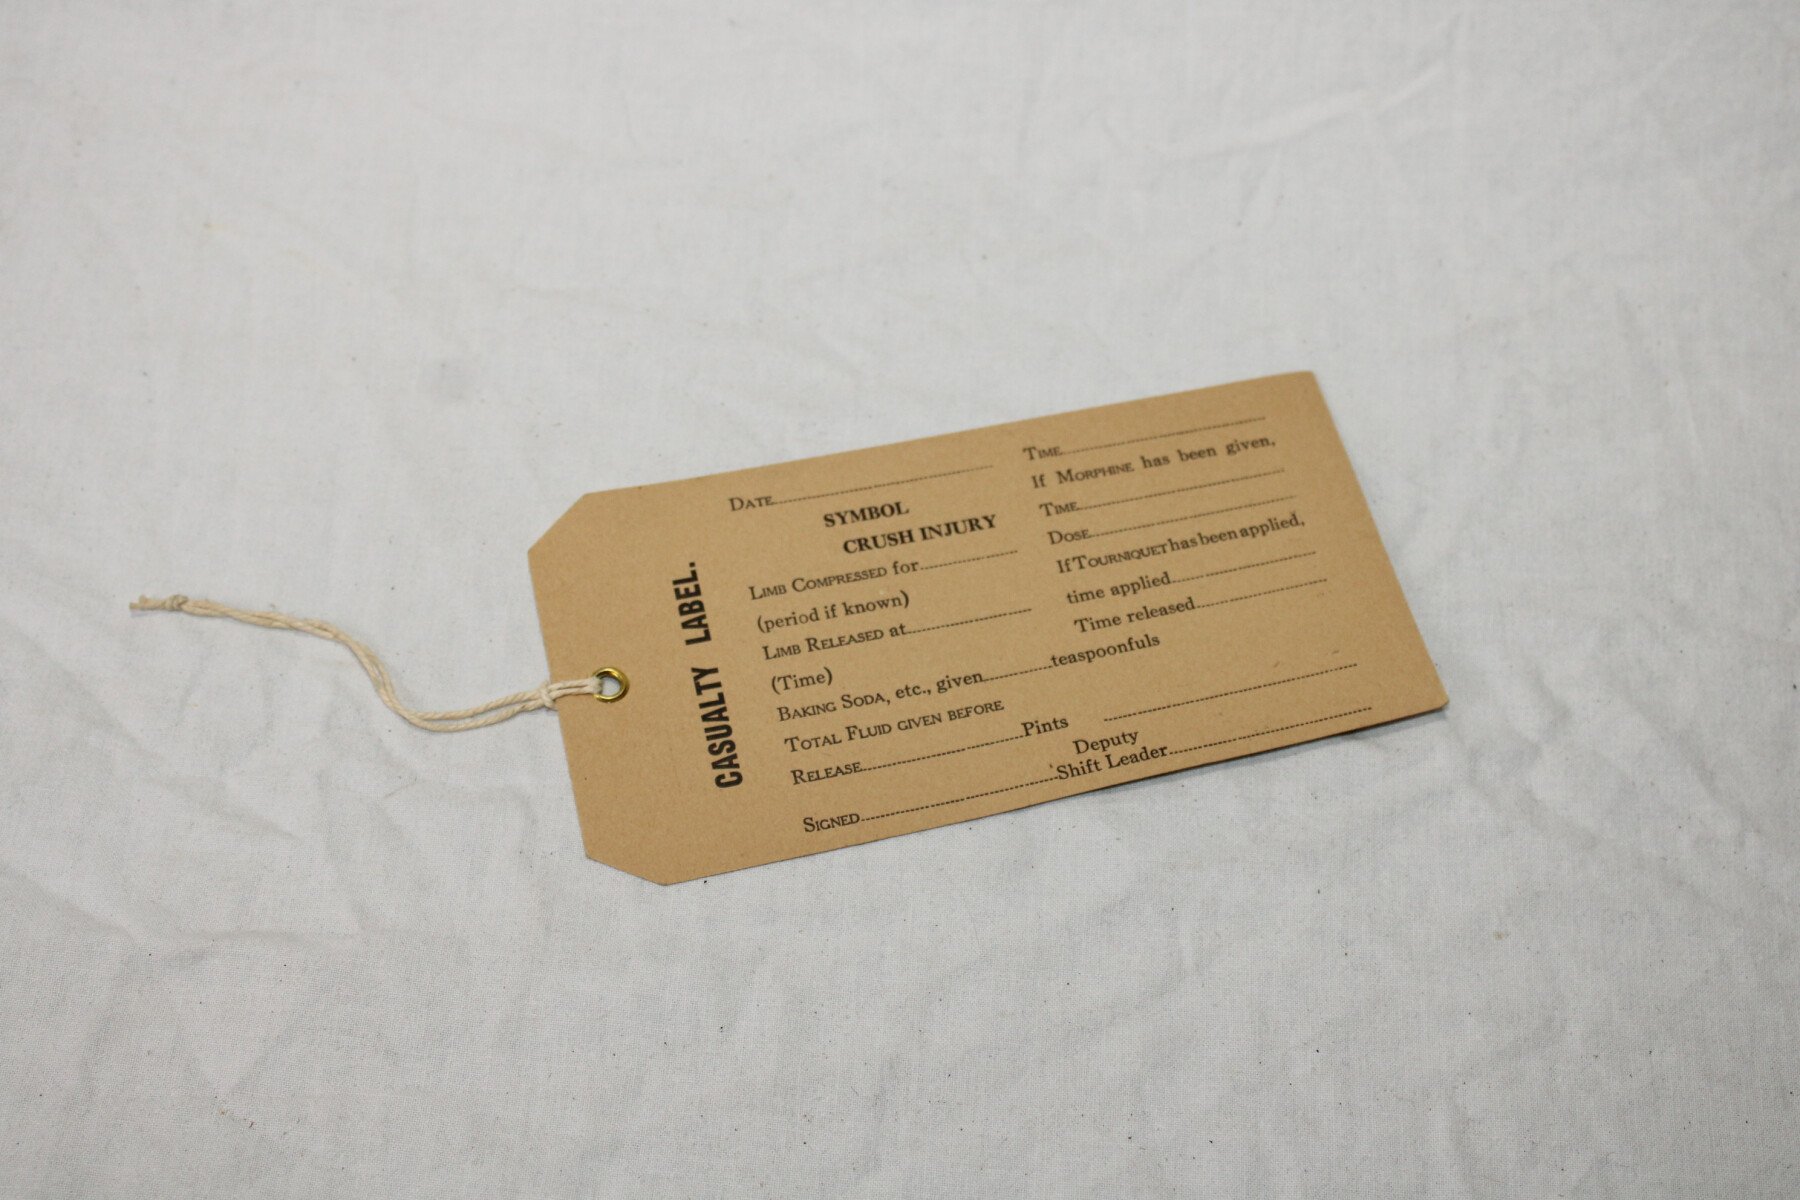 CASUALTY LABEL.
DATE
SYMBOL
CRUSH INJURY
LIMB COMPRESSED for
(period if known)
LIMB RELEASED at
(Time)
BAKING SODA, etc., given teaspoonfuls
TOTAL FLUID GIVEN BEFORE
RELEASE Pints
TIME
If MORPHINE has been given,
TIME
DOSE
If TOURNIQUET has been applied,
time applied
Time released
Deputy
SIGNED Shift Leader